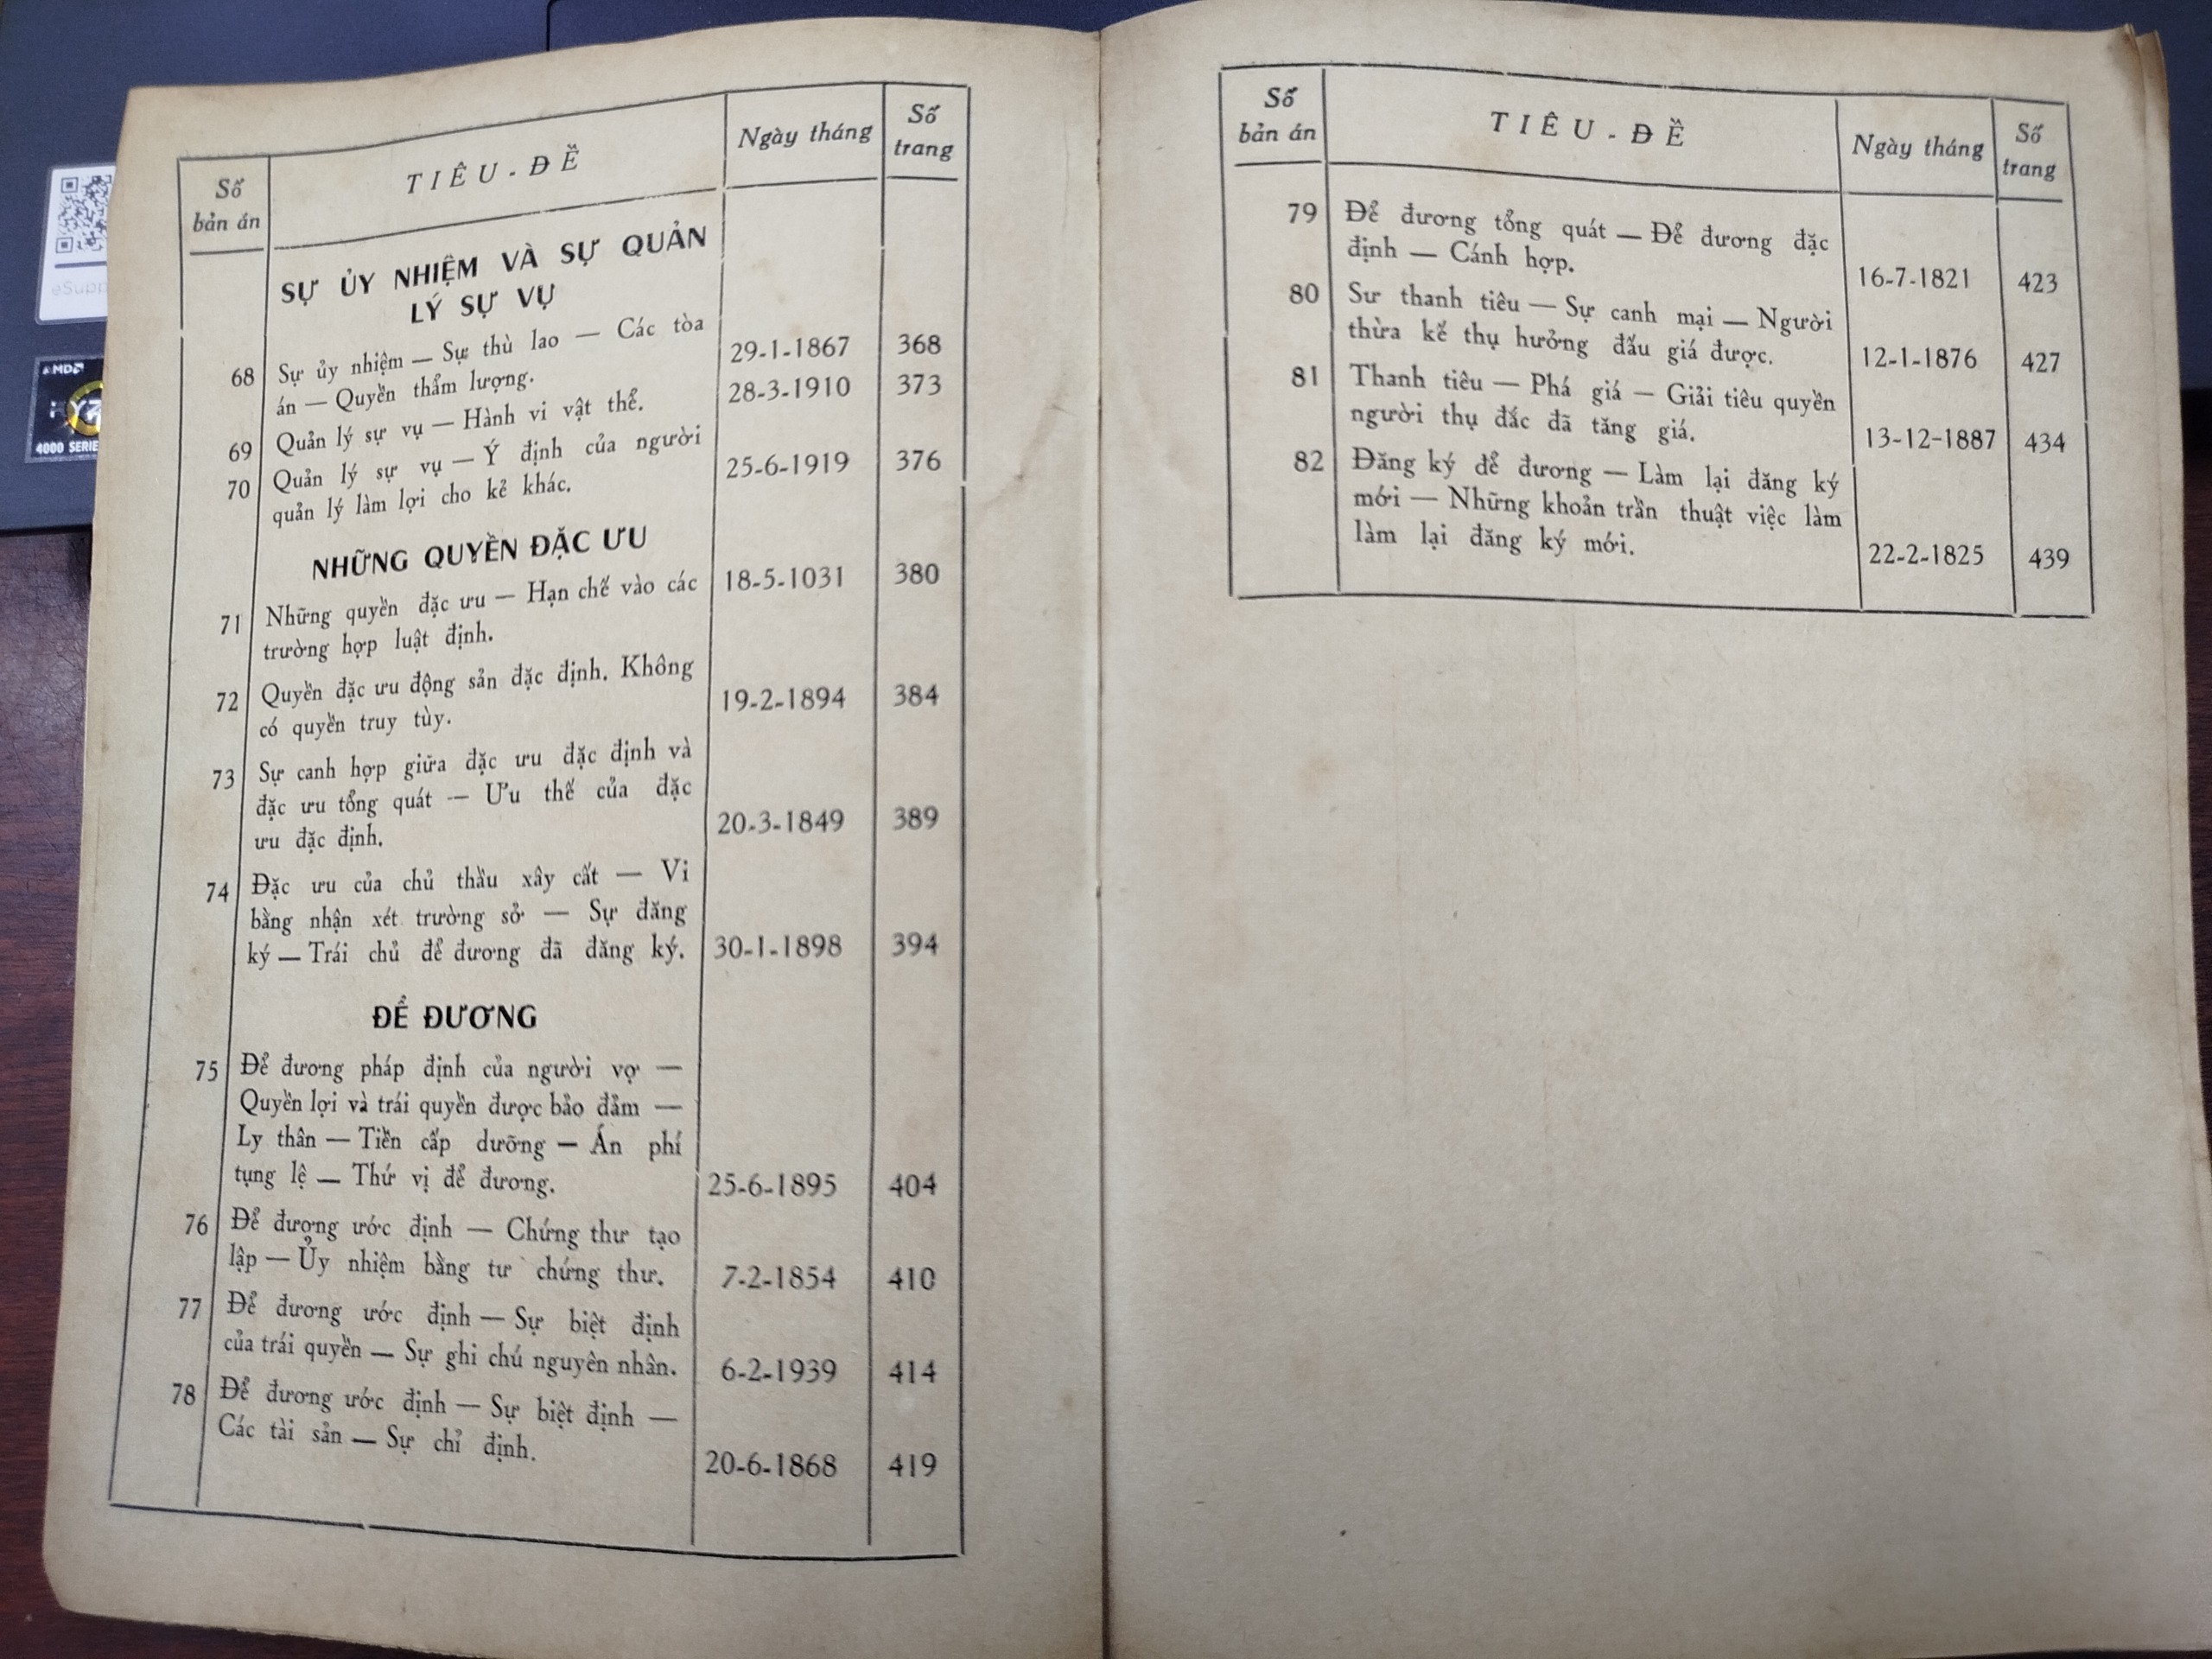 Số
bản án
TIÊU-ĐỀ
Ngày tháng
Số
trang
SỰ ỦY NHIỆM VÀ SỰ QUẢN
LÝ SỰ VỤ
68 Sự ủy nhiệm — Sự thù lao — Các tòa
án — Quyền thẩm lượng. 29-1-1867 368
69 Quản lý sự vụ — Hành vi vật thể. 28-3-1910 373
70 Quản lý sự vụ — Ý định của người
quản lý làm lợi cho kẻ khác. 25-6-1919 376
NHỮNG QUYỀN ĐẶC ƯU
71 Những quyền đặc ưu — Hạn chế vào các
trường hợp luật định. 18-5-1031 380
72 Quyền đặc ưu động sản đặc định. Không
có quyền truy tùy. 19-2-1894 384
73 Sự canh hợp giữa đặc ưu đặc định và
đặc ưu tổng quát — Ưu thế của đặc
ưu đặc định. 20-3-1849 389
74 Đặc ưu của chủ thầu xây cất — Vi
bằng nhận xét trường sở — Sự đăng
ký — Trái chủ để đương đã đăng ký. 30-1-1898 394
ĐỂ ĐƯƠNG
75 Để đương pháp định của người vợ —
Quyền lợi và trái quyền được bảo đảm —
Ly thân — Tiền cấp dưỡng — Án phí
tụng lệ — Thứ vị để đương. 25-6-1895 404
76 Để đương ước định — Chứng thư tạo
lập — Ủy nhiệm bằng tư chứng thư. 7-2-1854 410
77 Để đương ước định — Sự biệt định
của trái quyền — Sự ghi chú nguyên nhân. 6-2-1939 414
78 Để đương ước định — Sự biệt định —
Các tài sản — Sự chỉ định. 20-6-1868 419
Số
bản án
TIÊU-ĐỀ
Ngày tháng
Số
trang
79 Để đương tổng quát — Để đương đặc
định — Cánh hợp. 16-7-1821 423
80 Sư thanh tiêu — Sự canh mại — Người
thừa kế thụ hưởng đấu giá được. 12-1-1876 427
81 Thanh tiêu — Phá giá — Giải tiêu quyền
người thụ đắc đã tăng giá. 13-12-1887 434
82 Đăng ký để đương — Làm lại đăng ký
mới — Những khoản trần thuật việc làm
làm lại đăng ký mới. 22-2-1825 439
AMD
4000 SERIE
eSupp